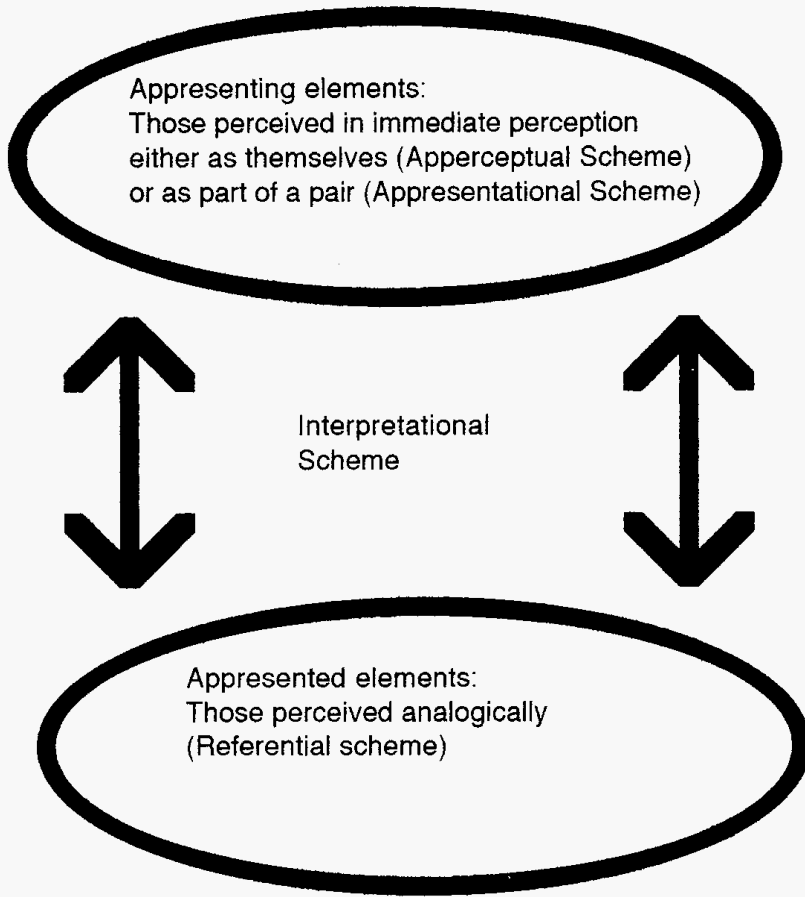 Appresenting elements:
Those perceived in immediate perception
either as themselves (Apperceptual Scheme)
or as part of a pair (Appresentational Scheme)
Interpretational
Scheme
Appresented elements:
Those perceived analogically
(Referential scheme)